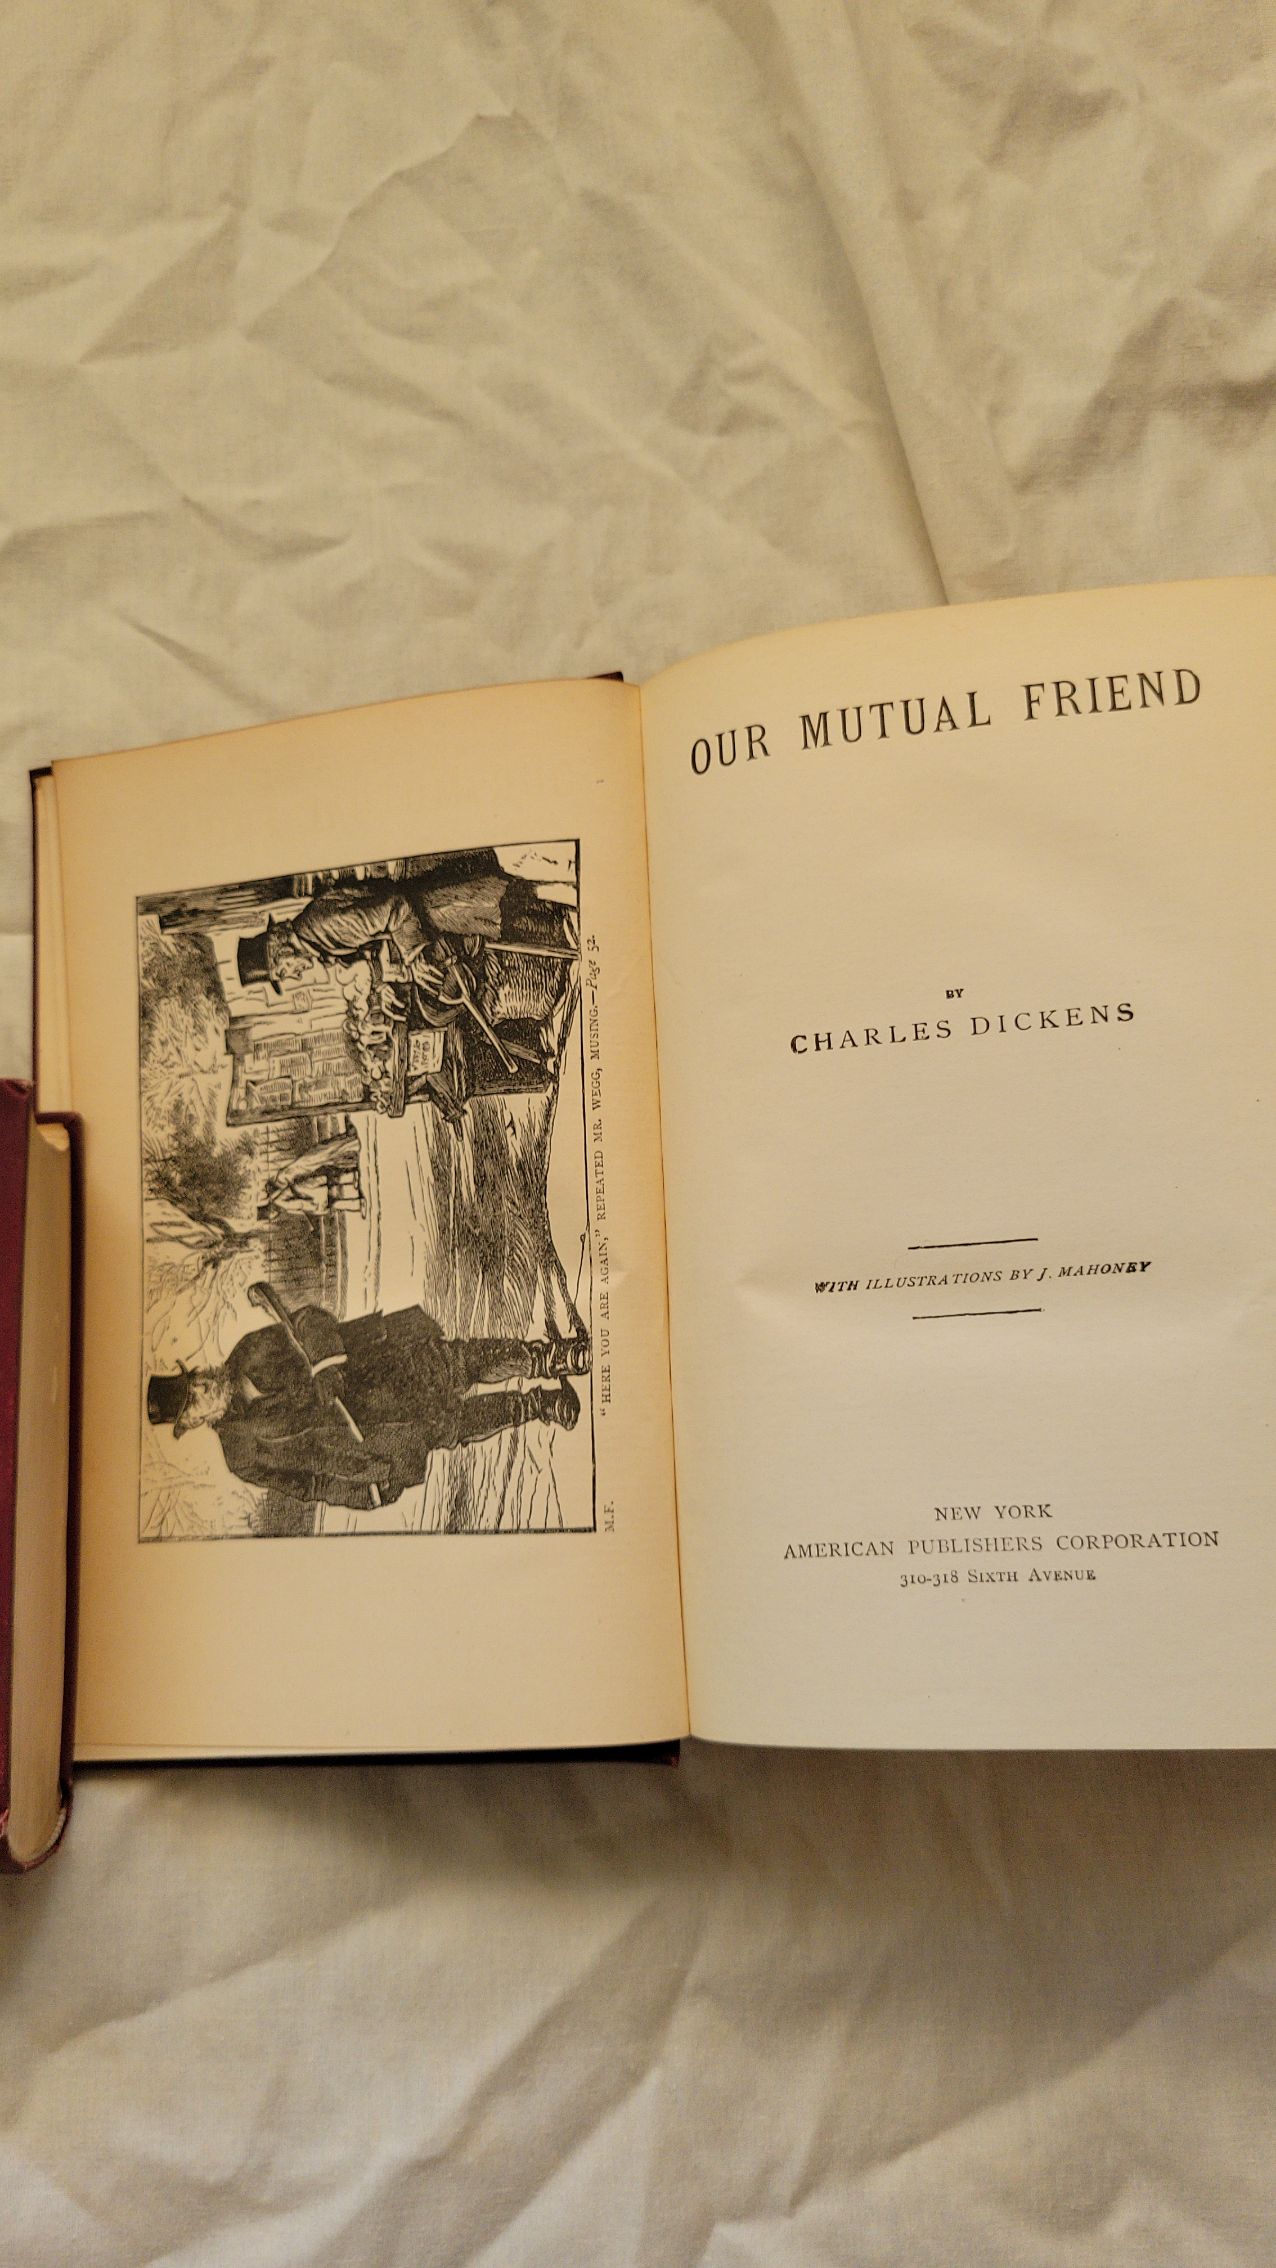 "HERE YOU ARE AGAIN," REPEATED MR. WEGG, MUSING.—Page 52.
M.F.
OUR MUTUAL FRIEND
BY
CHARLES DICKENS
WITH ILLUSTRATIONS BY J. MAHONEY
NEW YORK
AMERICAN PUBLISHERS CORPORATION
310-318 SIXTH AVENUE